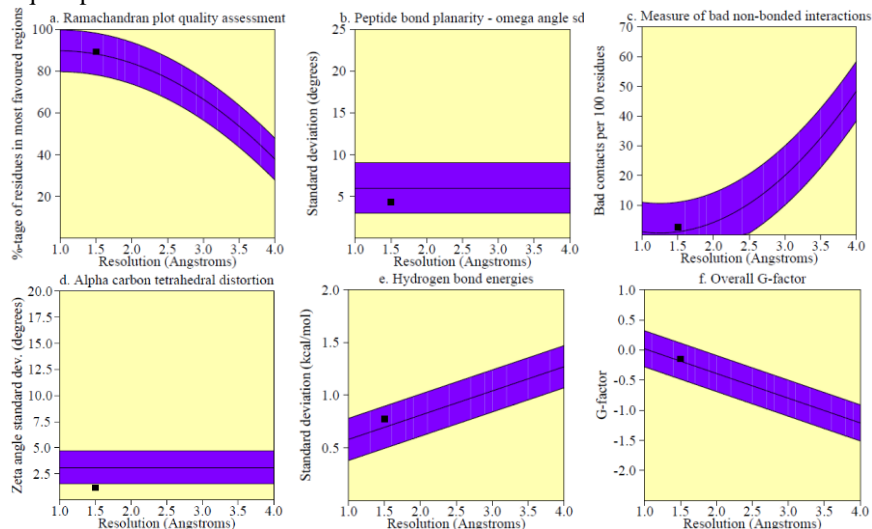 a. Ramachandran plot quality assessment
%-tage of residues in most favoured regions
100
80
60
40
20
1.0 1.5 2.0 2.5 3.0 3.5 4.0
Resolution (Angstroms)
b. Peptide bond planarity - omega angle sd
Standard deviation (degrees)
25
20
15
10
5
1.0 1.5 2.0 2.5 3.0 3.5 4.0
Resolution (Angstroms)
c. Measure of bad non-bonded interactions
Bad contacts per 100 residues
70
60
50
40
30
20
10
1.0 1.5 2.0 2.5 3.0 3.5 4.0
Resolution (Angstroms)
d. Alpha carbon tetrahedral distortion
Zeta angle standard dev. (degrees)
20.0
17.5
15.0
12.5
10.0
7.5
5.0
2.5
1.0 1.5 2.0 2.5 3.0 3.5 4.0
Resolution (Angstroms)
e. Hydrogen bond energies
Standard deviation (kcal/mol)
2.0
1.5
1.0
0.5
1.0 1.5 2.0 2.5 3.0 3.5 4.0
Resolution (Angstroms)
f. Overall G-factor
G-factor
1.0
0.5
0.0
-0.5
-1.0
-1.5
-2.0
1.0 1.5 2.0 2.5 3.0 3.5 4.0
Resolution (Angstroms)